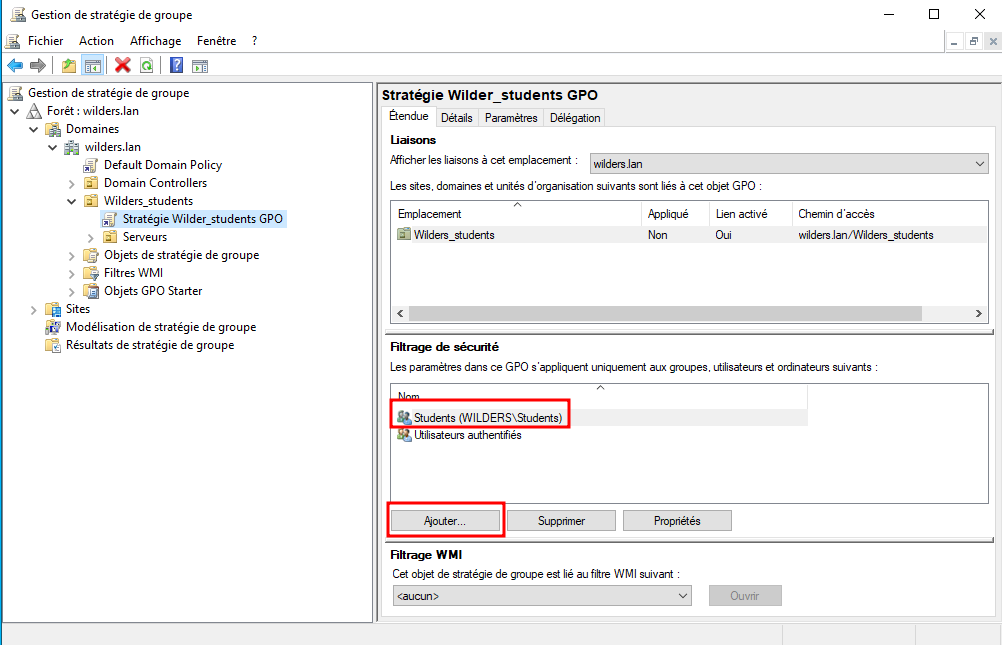 Gestion de stratégie de groupe
Fichier Action Affichage Fenêtre ?
Gestion de stratégie de groupe
Forêt : wilders.lan
Domaines
wilders.lan
Default Domain Policy
Domain Controllers
Wilders_students
Stratégie Wilder_students GPO
Serveurs
Objets de stratégie de groupe
Filtres WMI
Objets GPO Starter
Sites
Modélisation de stratégie de groupe
Résultats de stratégie de groupe
Stratégie Wilder_students GPO
Étendue Détails Paramètres Délégation
Liaisons
Afficher les liaisons à cet emplacement : wilders.lan
Les sites, domaines et unités d'organisation suivants sont liés à cet objet GPO :
Emplacement Appliqué Lien activé Chemin d'accès
Wilders_students Non Oui wilders.lan/Wilders_students
Filtrage de sécurité
Les paramètres dans ce GPO s'appliquent uniquement aux groupes, utilisateurs et ordinateurs suivants :
Nom
Students (WILDERS\Students)
Utilisateurs authentifiés
Ajouter... Supprimer Propriétés
Filtrage WMI
Cet objet de stratégie de groupe est lié au filtre WMI suivant :
<aucun> Ouvrir